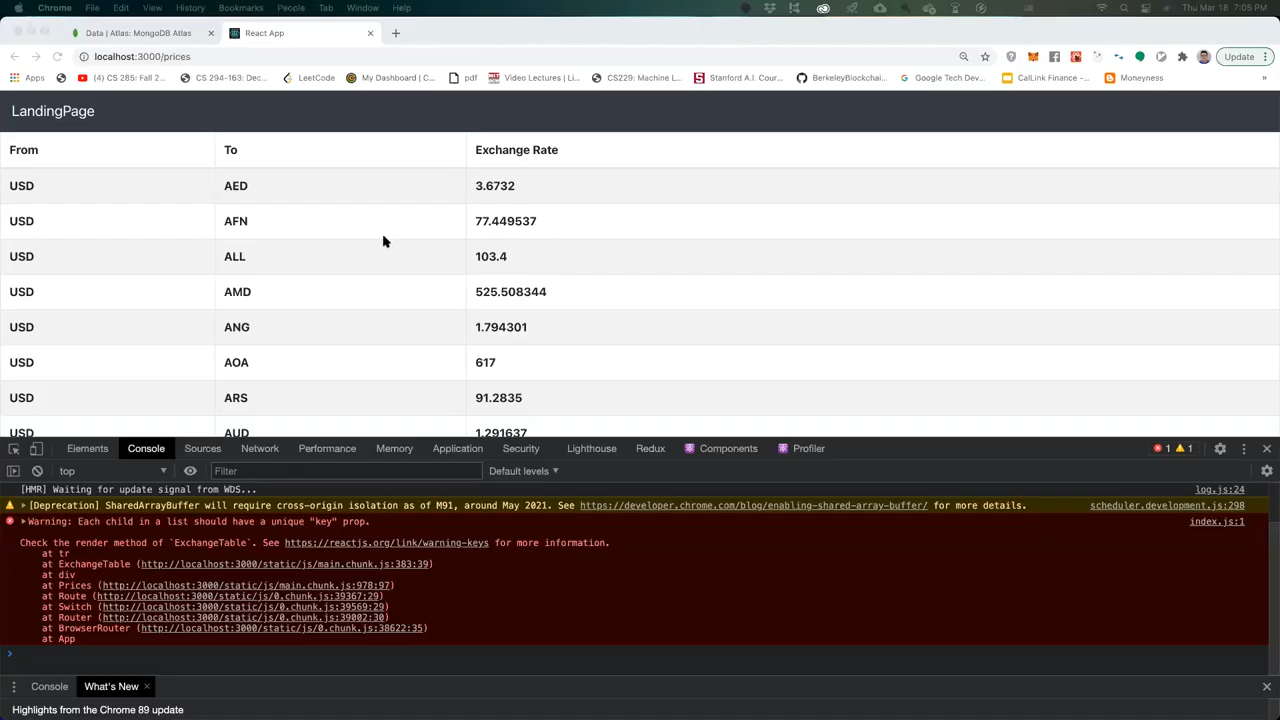 Chrome File Edit View History Bookmarks People Tab Window Help Thu Mar 18 7:05 PM
Data | Atlas: MongoDB Atlas × React App × +
localhost:3000/prices Update
Apps (4) CS 285: Fall 2... CS 294-163: Dec... LeetCode My Dashboard | C... pdf Video Lectures | Li... CS229: Machine L... Stanford A.I. Cour... BerkeleyBlockchai... Google Tech Dev... CalLink Finance -... Moneyness »
LandingPage
From To Exchange Rate
USD AED 3.6732
USD AFN 77.449537
USD ALL 103.4
USD AMD 525.508344
USD ANG 1.794301
USD AOA 617
USD ARS 91.2835
USD AUD 1.291637
Elements Console Sources Network Performance Memory Application Security Lighthouse Redux Components Profiler 1 1
top Filter Default levels
[HMR] Waiting for update signal from WDS... log.js:24
[Deprecation] SharedArrayBuffer will require cross-origin isolation as of M91, around May 2021. See https://developer.chrome.com/blog/enabling-shared-array-buffer/ for more details. scheduler.development.js:298
Warning: Each child in a list should have a unique "key" prop. index.js:1
Check the render method of `ExchangeTable`. See https://reactjs.org/link/warning-keys for more information.
at tr
at ExchangeTable (http://localhost:3000/static/js/main.chunk.js:383:39)
at div
at Prices (http://localhost:3000/static/js/main.chunk.js:978:97)
at Route (http://localhost:3000/static/js/0.chunk.js:39367:29)
at Switch (http://localhost:3000/static/js/0.chunk.js:39569:29)
at Router (http://localhost:3000/static/js/0.chunk.js:39002:30)
at BrowserRouter (http://localhost:3000/static/js/0.chunk.js:38622:35)
at App
Console What's New ×
Highlights from the Chrome 89 update